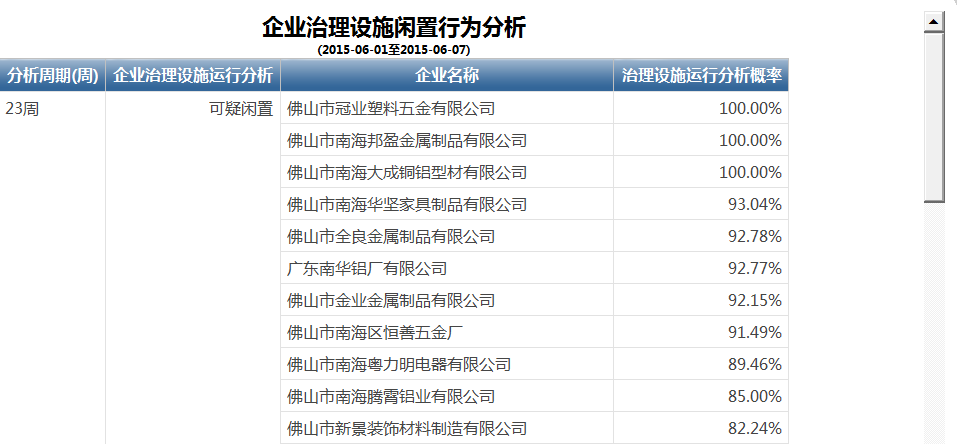 企业治理设施闲置行为分析
(2015-06-01至2015-06-07)
分析周期(周) 企业治理设施运行分析 企业名称 治理设施运行分析概率
23周 可疑闲置 佛山市冠业塑料五金有限公司 100.00%
佛山市南海邦盈金属制品有限公司 100.00%
佛山市南海大成铜铝型材有限公司 100.00%
佛山市南海华坚家具制品有限公司 93.04%
佛山市全良金属制品有限公司 92.78%
广东南华铝厂有限公司 92.77%
佛山市金业金属制品有限公司 92.15%
佛山市南海区恒善五金厂 91.49%
佛山市南海粤力明电器有限公司 89.46%
佛山市南海腾霄铝业有限公司 85.00%
佛山市新景装饰材料制造有限公司 82.24%